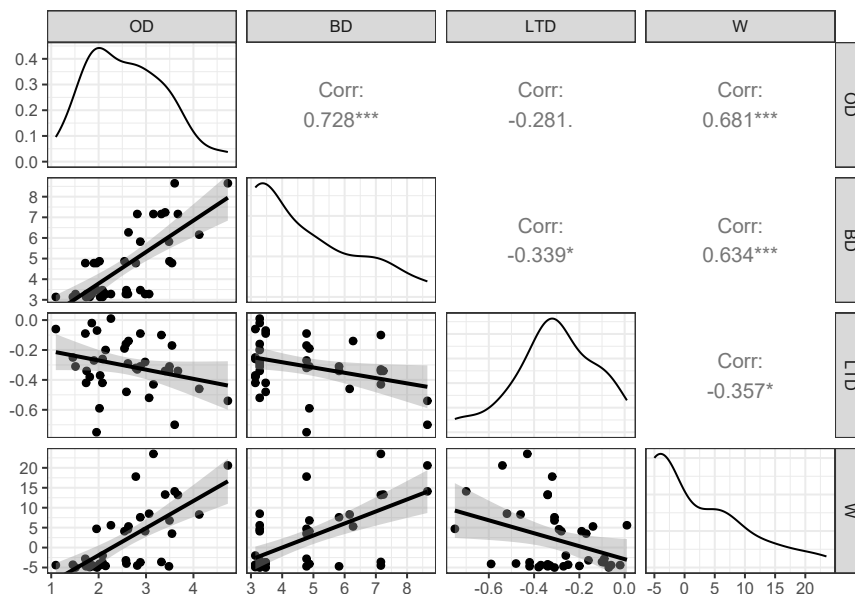 OD BD LTD W
0.4
0.3
0.2
0.1
0.0
Corr:
0.728***
Corr:
-0.281.
Corr:
0.681***
OD
8
7
6
5
4
3
Corr:
-0.339*
Corr:
0.634***
BD
0.0
-0.2
-0.4
-0.6
Corr:
-0.357*
LTD
20
15
10
5
0
-5
W
1 2 3 4
3 4 5 6 7 8
-0.6 -0.4 -0.2 0.0
-5 0 5 10 15 20